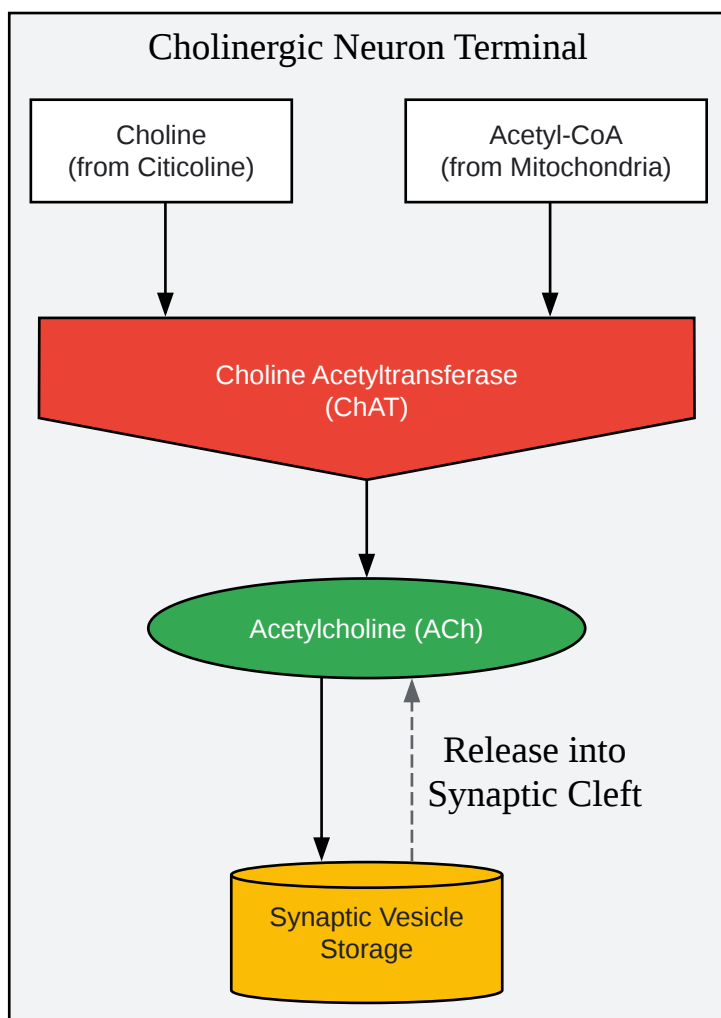 Cholinergic Neuron Terminal
Choline
(from Citicoline)
Acetyl-CoA
(from Mitochondria)
Choline Acetyltransferase
(ChAT)
Acetylcholine (ACh)
Release into
Synaptic Cleft
Synaptic Vesicle
Storage